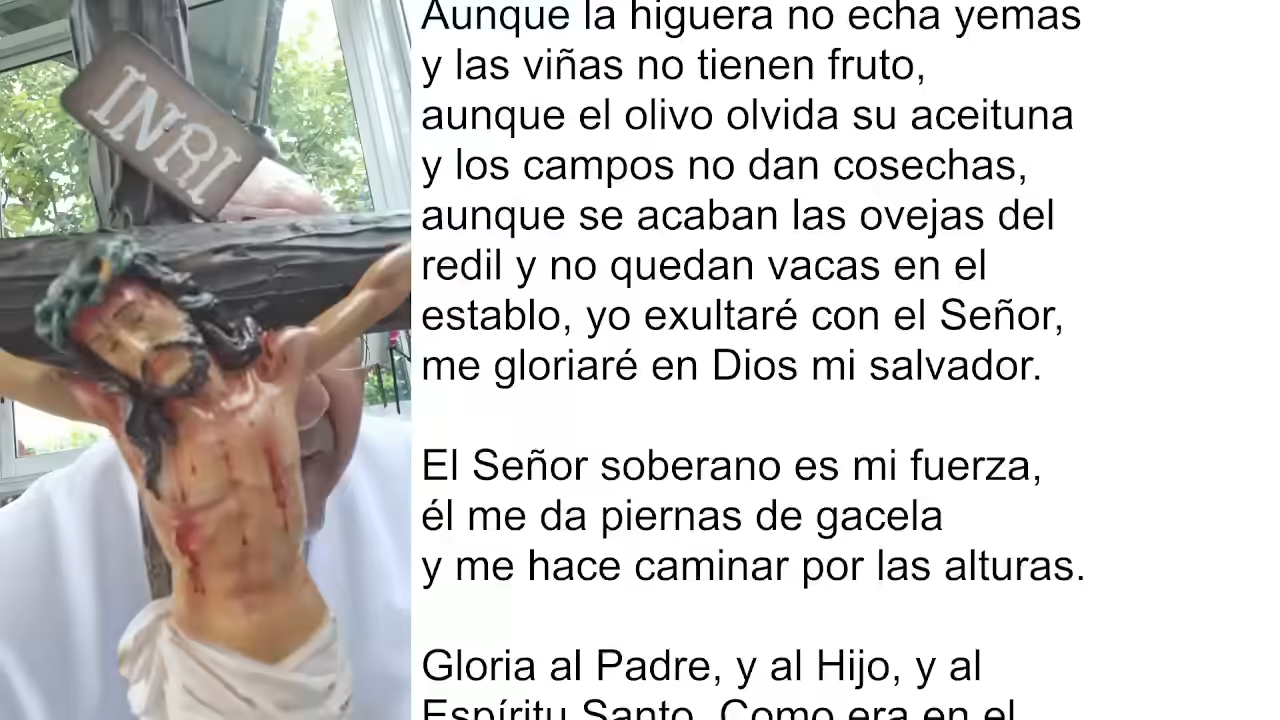 INRI
Aunque la higuera no echa yemas
y las viñas no tienen fruto,
aunque el olivo olvida su aceituna
y los campos no dan cosechas,
aunque se acaban las ovejas del
redil y no quedan vacas en el
establo, yo exultaré con el Señor,
me gloriaré en Dios mi salvador.
El Señor soberano es mi fuerza,
él me da piernas de gacela
y me hace caminar por las alturas.
Gloria al Padre, y al Hijo, y al
Espíritu Santo. Como era en el